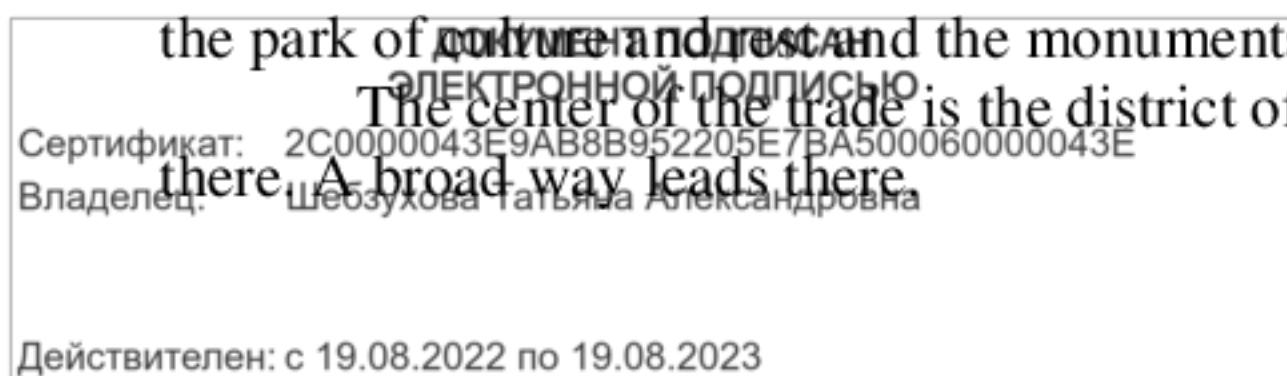 the park of culture and rest and the monument
ДОКУМЕНТ ПОДПИСАН
ЭЛЕКТРОННОЙ ПОДПИСЬЮ
The center of the trade is the district of
Сертификат: 2C0000043E9AB8B952205E7BA500060000043E
there. A broad way leads there.
Владелец: Шебзухова Татьяна Александровна
Действителен: с 19.08.2022 по 19.08.2023